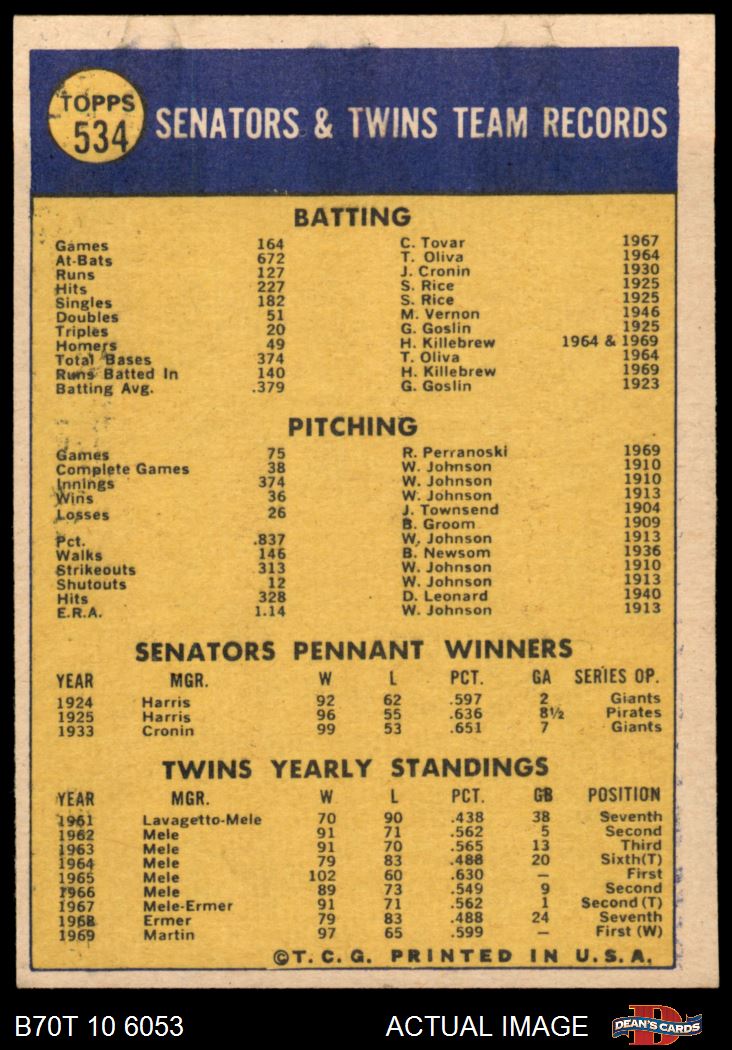 TOPPS
534
SENATORS & TWINS TEAM RECORDS
BATTING
Games 164 C. Tovar 1967
At-Bats 672 T. Oliva 1964
Runs 127 J. Cronin 1930
Hits 227 S. Rice 1925
Singles 182 S. Rice 1925
Doubles 51 M. Vernon 1946
Triples 20 G. Goslin 1925
Homers 49 H. Killebrew 1964 & 1969
Total Bases 374 T. Oliva 1964
Runs Batted In 140 H. Killebrew 1969
Batting Avg. .379 G. Goslin 1923
PITCHING
Games 75 R. Perranoski 1969
Complete Games 38 W. Johnson 1910
Innings 374 W. Johnson 1910
Wins 36 W. Johnson 1913
Losses 26 J. Townsend 1904
B. Groom 1909
Pct. .837 W. Johnson 1913
Walks 146 B. Newsom 1936
Strikeouts 313 W. Johnson 1910
Shutouts 12 W. Johnson 1913
Hits 328 D. Leonard 1940
E.R.A. 1.14 W. Johnson 1913
SENATORS PENNANT WINNERS
YEAR MGR. W L PCT. GA SERIES OP.
1924 Harris 92 62 .597 2 Giants
1925 Harris 96 55 .636 8½ Pirates
1933 Cronin 99 53 .651 7 Giants
TWINS YEARLY STANDINGS
YEAR MGR. W L PCT. GB POSITION
1961 Lavagetto-Mele 70 90 .438 38 Seventh
1962 Mele 91 71 .562 5 Second
1963 Mele 91 70 .565 13 Third
1964 Mele 79 83 .488 20 Sixth(T)
1965 Mele 102 60 .630 — First
1966 Mele 89 73 .549 9 Second
1967 Mele-Ermer 91 71 .562 1 Second (T)
1968 Ermer 79 83 .488 24 Seventh
1969 Martin 97 65 .599 — First (W)
©T. C. G. PRINTED IN U. S. A.
B70T 10 6053 ACTUAL IMAGE
D
DEAN'S CARDS